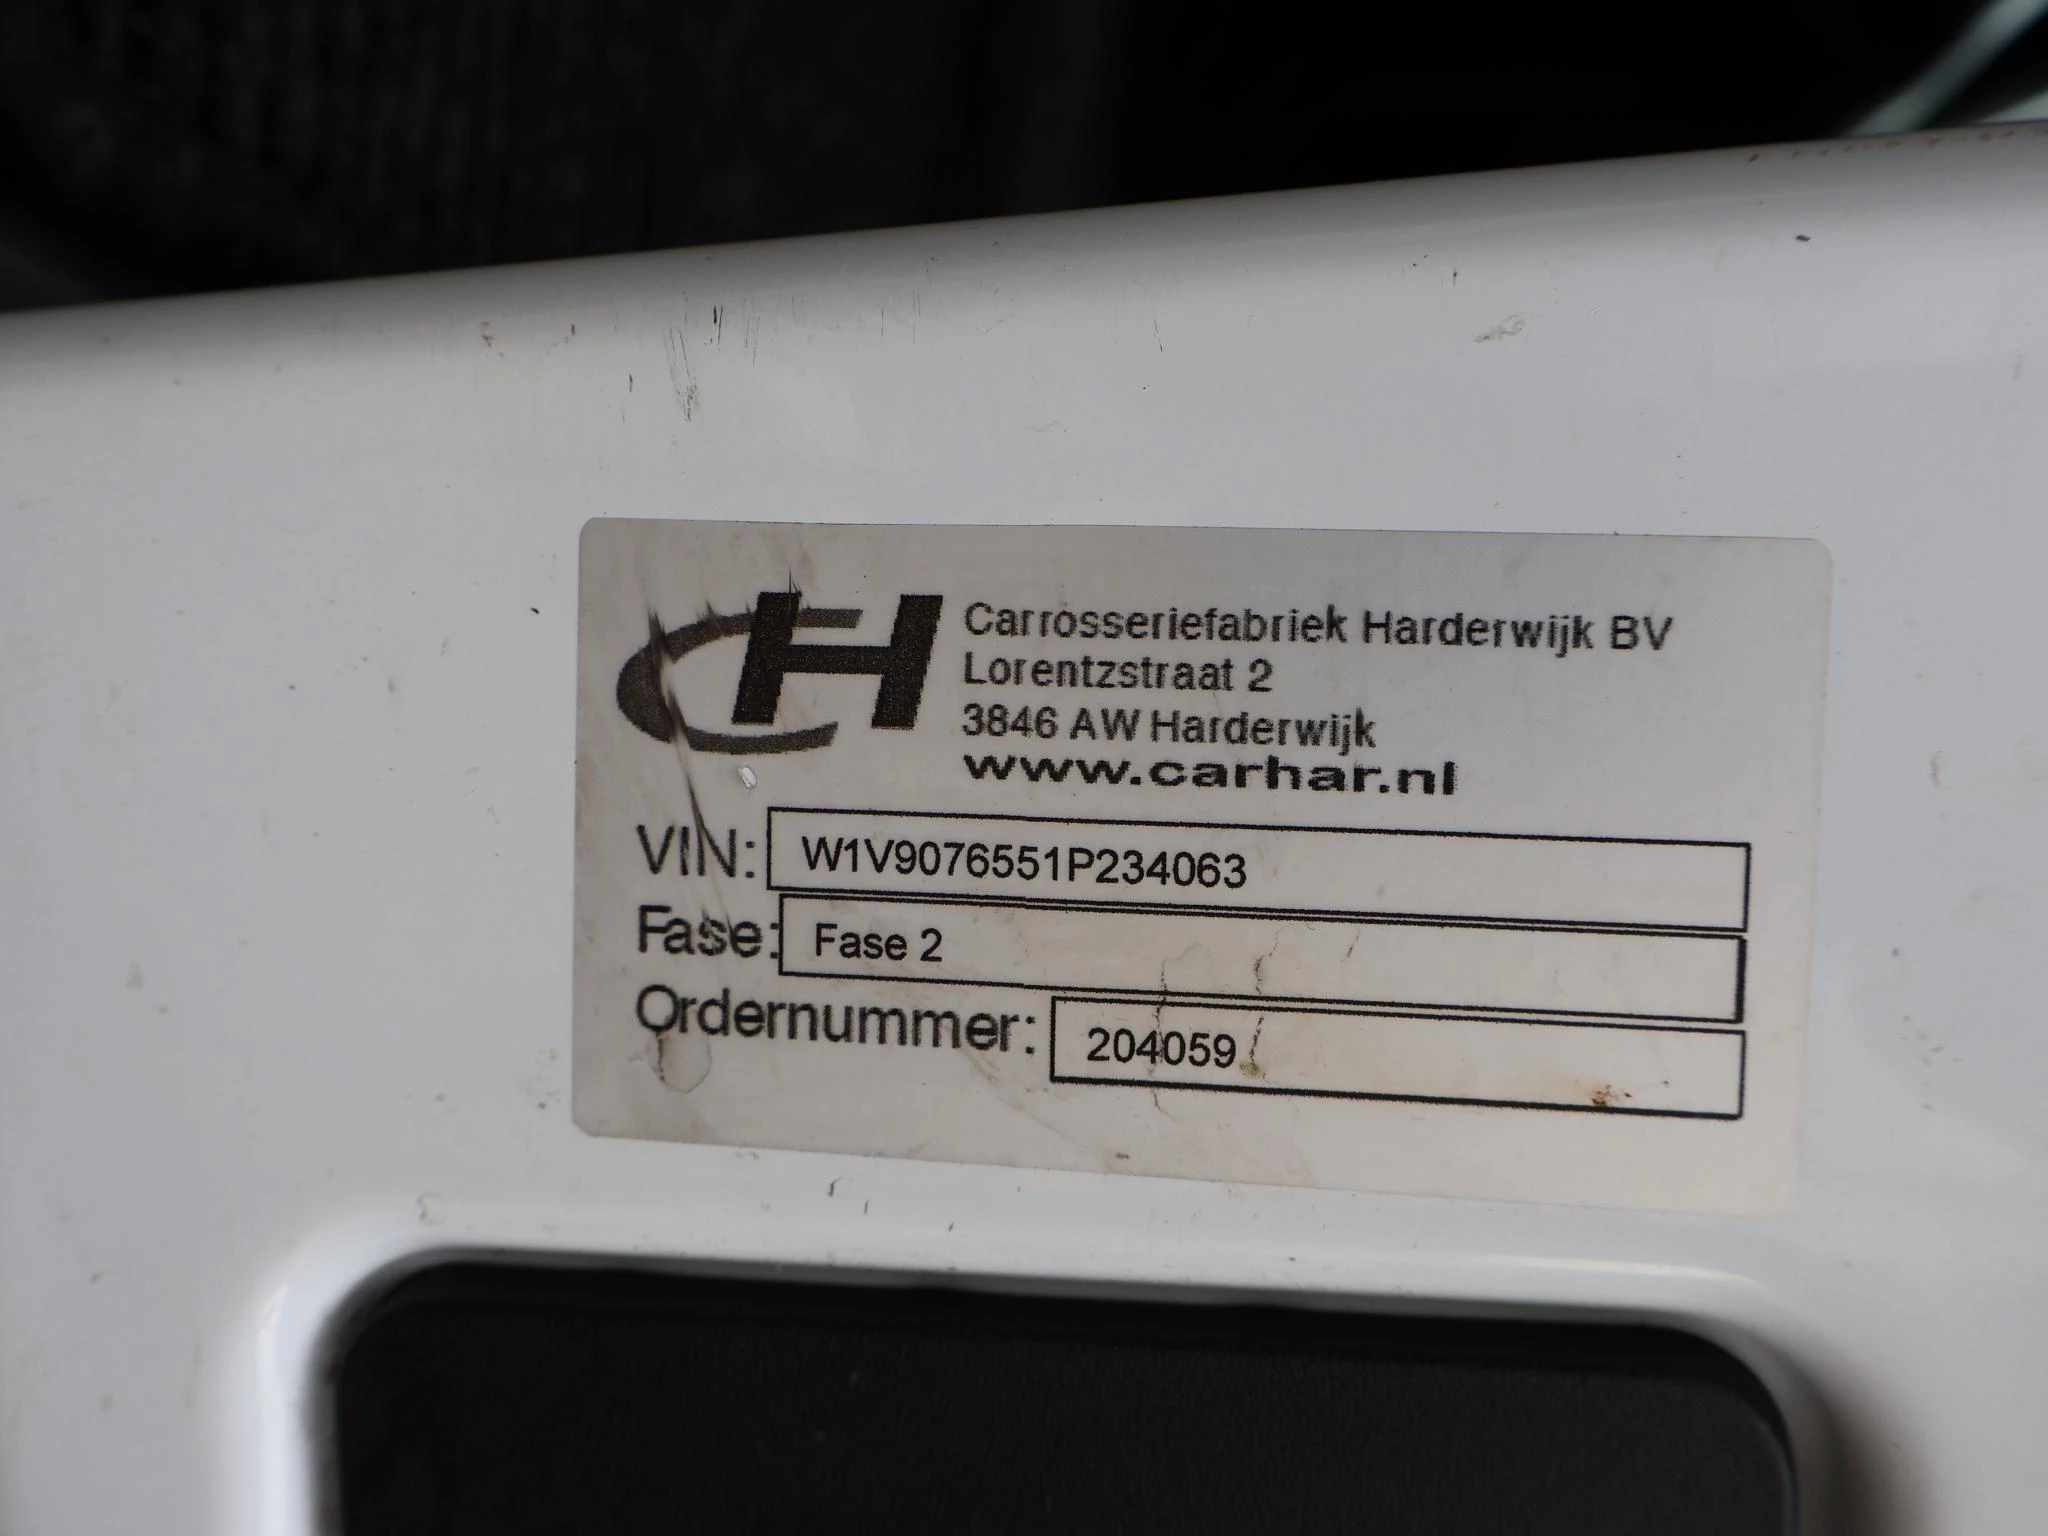 CH
Carrosseriefabriek Harderwijk BV
Lorentzstraat 2
3846 AW Harderwijk
www.carhar.nl
VIN: W1V9076551P234063
Fase: Fase 2
Ordernummer: 204059